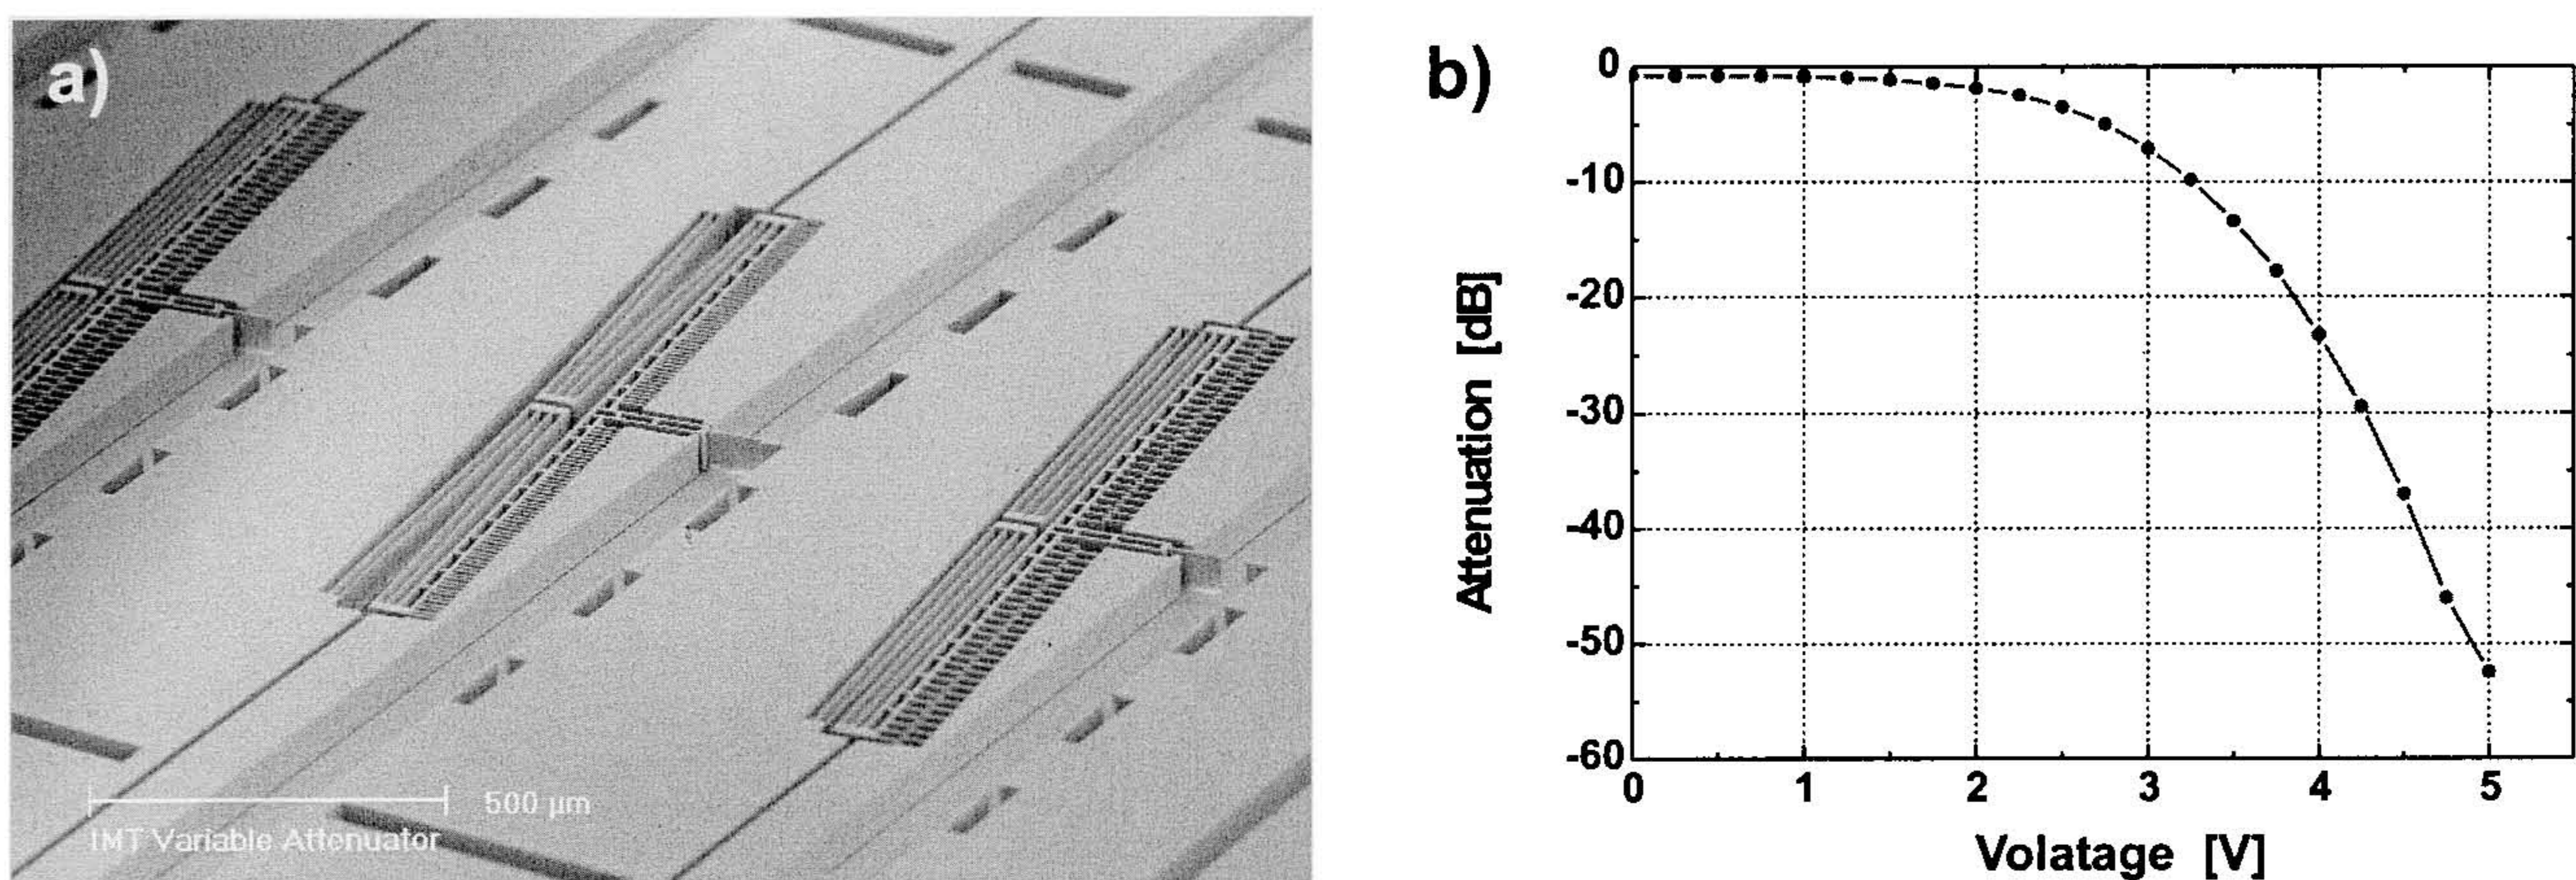 a)
500 µm
IMT Variable Attenuator
b)
0
-10
-20
-30
-40
-50
-60
Attenuation [dB]
0 1 2 3 4 5
Volatage [V]